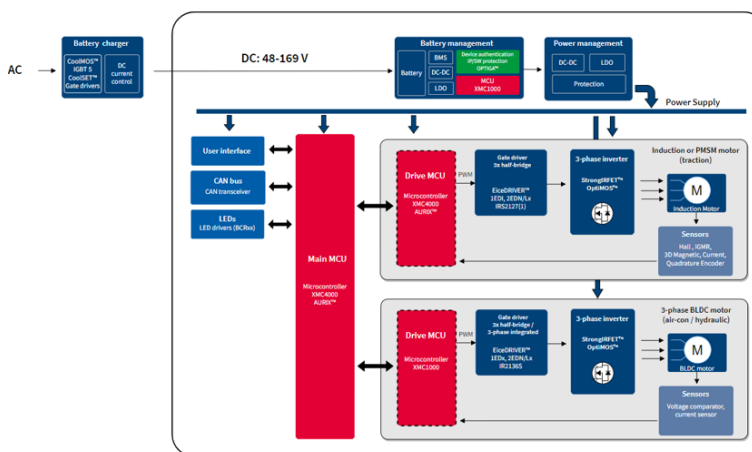 Battery charger
CoolMOS™
IGBT 5
CoolSET™
Gate drivers
DC
current
control
AC
DC: 48-169 V
Battery management
Battery
BMS
DC-DC
LDO
Device authentication
IP/SW protection
OPTIGA™
MCU
XMC1000
Power management
DC-DC
LDO
Protection
Power Supply
User interface
CAN bus
CAN transceiver
LEDs
LED drivers (BCRxx)
Main MCU
Microcontroller
XMC4000
AURIX™
Induction or PMSM motor
(traction)
Drive MCU
Microcontroller
XMC4000
AURIX™
PWM
Gate driver
3x half-bridge
EiceDRIVER™
1EDI, 2EDN/Lx
IRS2127(1)
3-phase inverter
StrongIRFET™
OptiMOS™
M
Induction Motor
Sensors
Hall, IGMR,
3D Magnetic, Current,
Quadrature Encoder
3-phase BLDC motor
(air-con / hydraulic)
Drive MCU
Microcontroller
XMC1000
PWM
Gate driver
3x half-bridge /
3-phase integrated
EiceDRIVER™
1EDx, 2EDN/Lx
IR2136S
3-phase inverter
StrongIRFET™
OptiMOS™
M
BLDC motor
Sensors
Voltage comparator,
current sensor